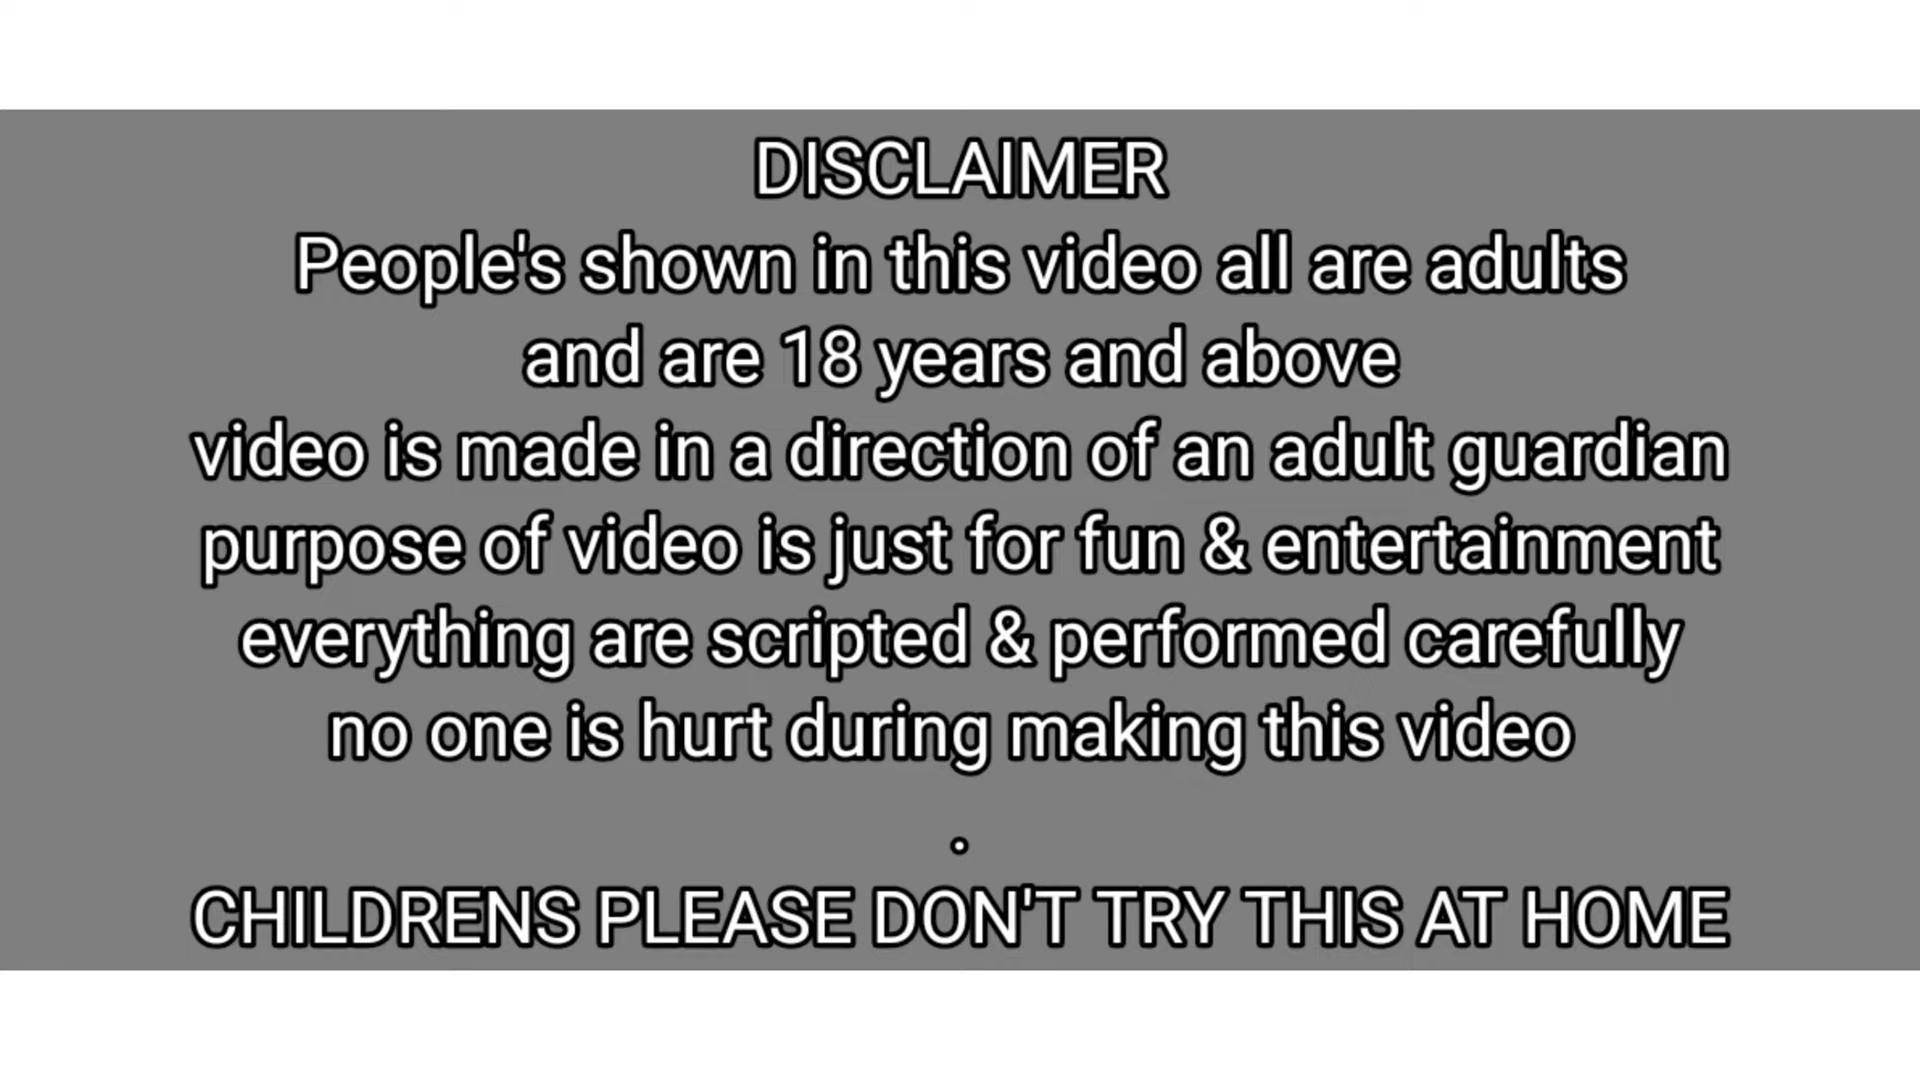 DISCLAIMER
People's shown in this video all are adults
and are 18 years and above
video is made in a direction of an adult guardian
purpose of video is just for fun & entertainment
everything are scripted & performed carefully
no one is hurt during making this video
.
CHILDRENS PLEASE DON'T TRY THIS AT HOME